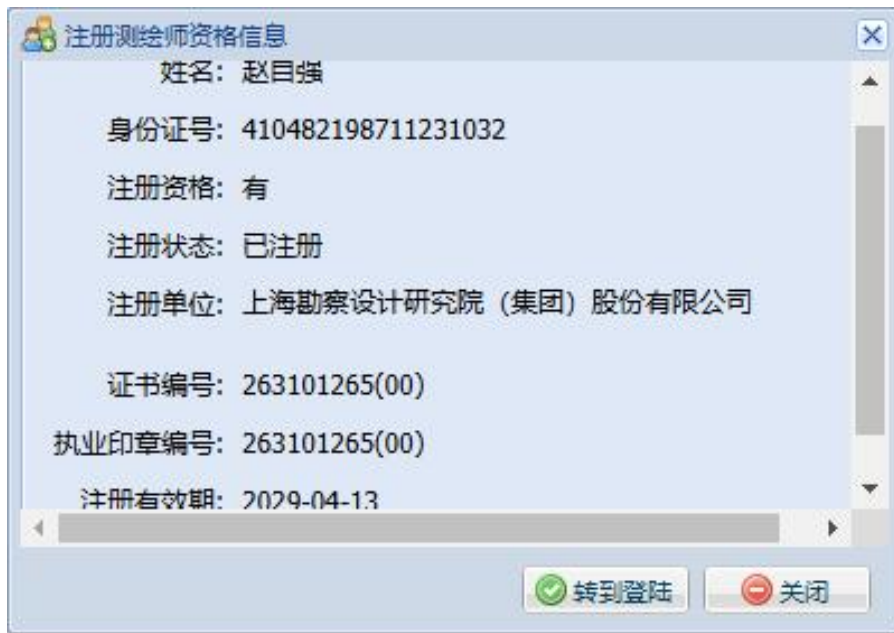 注册测绘师资格信息
姓名: 赵目强
身份证号: 410482198711231032
注册资格: 有
注册状态: 已注册
注册单位: 上海勘察设计研究院（集团）股份有限公司
证书编号: 263101265(00)
执业印章编号: 263101265(00)
注册有效期: 2029-04-13
转到登陆 关闭